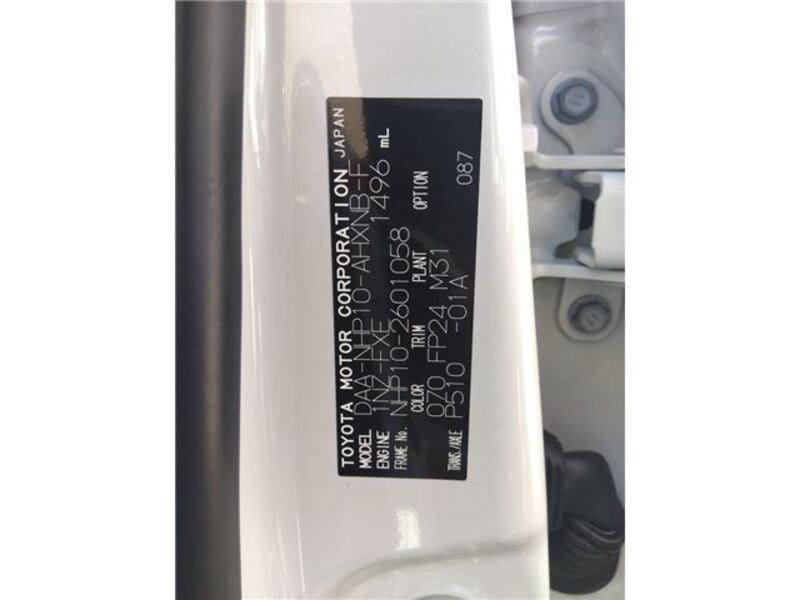 TOYOTA MOTOR CORPORATION JAPAN
MODEL DAA-NHP10-AHXNB-F
ENGINE 1NZ-FXE 1496 mL
FRAME No. NHP10-2601058
COLOR TRIM PLANT OPTION
070 FP24 M31
TRANS./AXLE P510 -01A 087